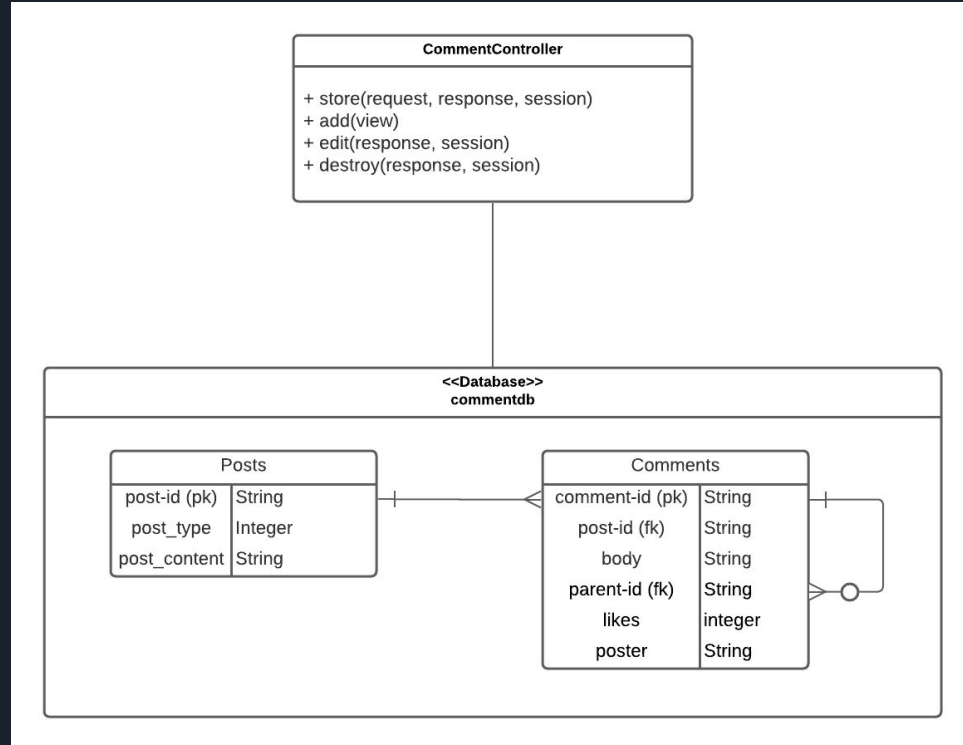 CommentController
+ store(request, response, session)
+ add(view)
+ edit(response, session)
+ destroy(response, session)
<<Database>>
commentdb
Posts
post-id (pk) String
post_type Integer
post_content String
Comments
comment-id (pk) String
post-id (fk) String
body String
parent-id (fk) String
likes integer
poster String